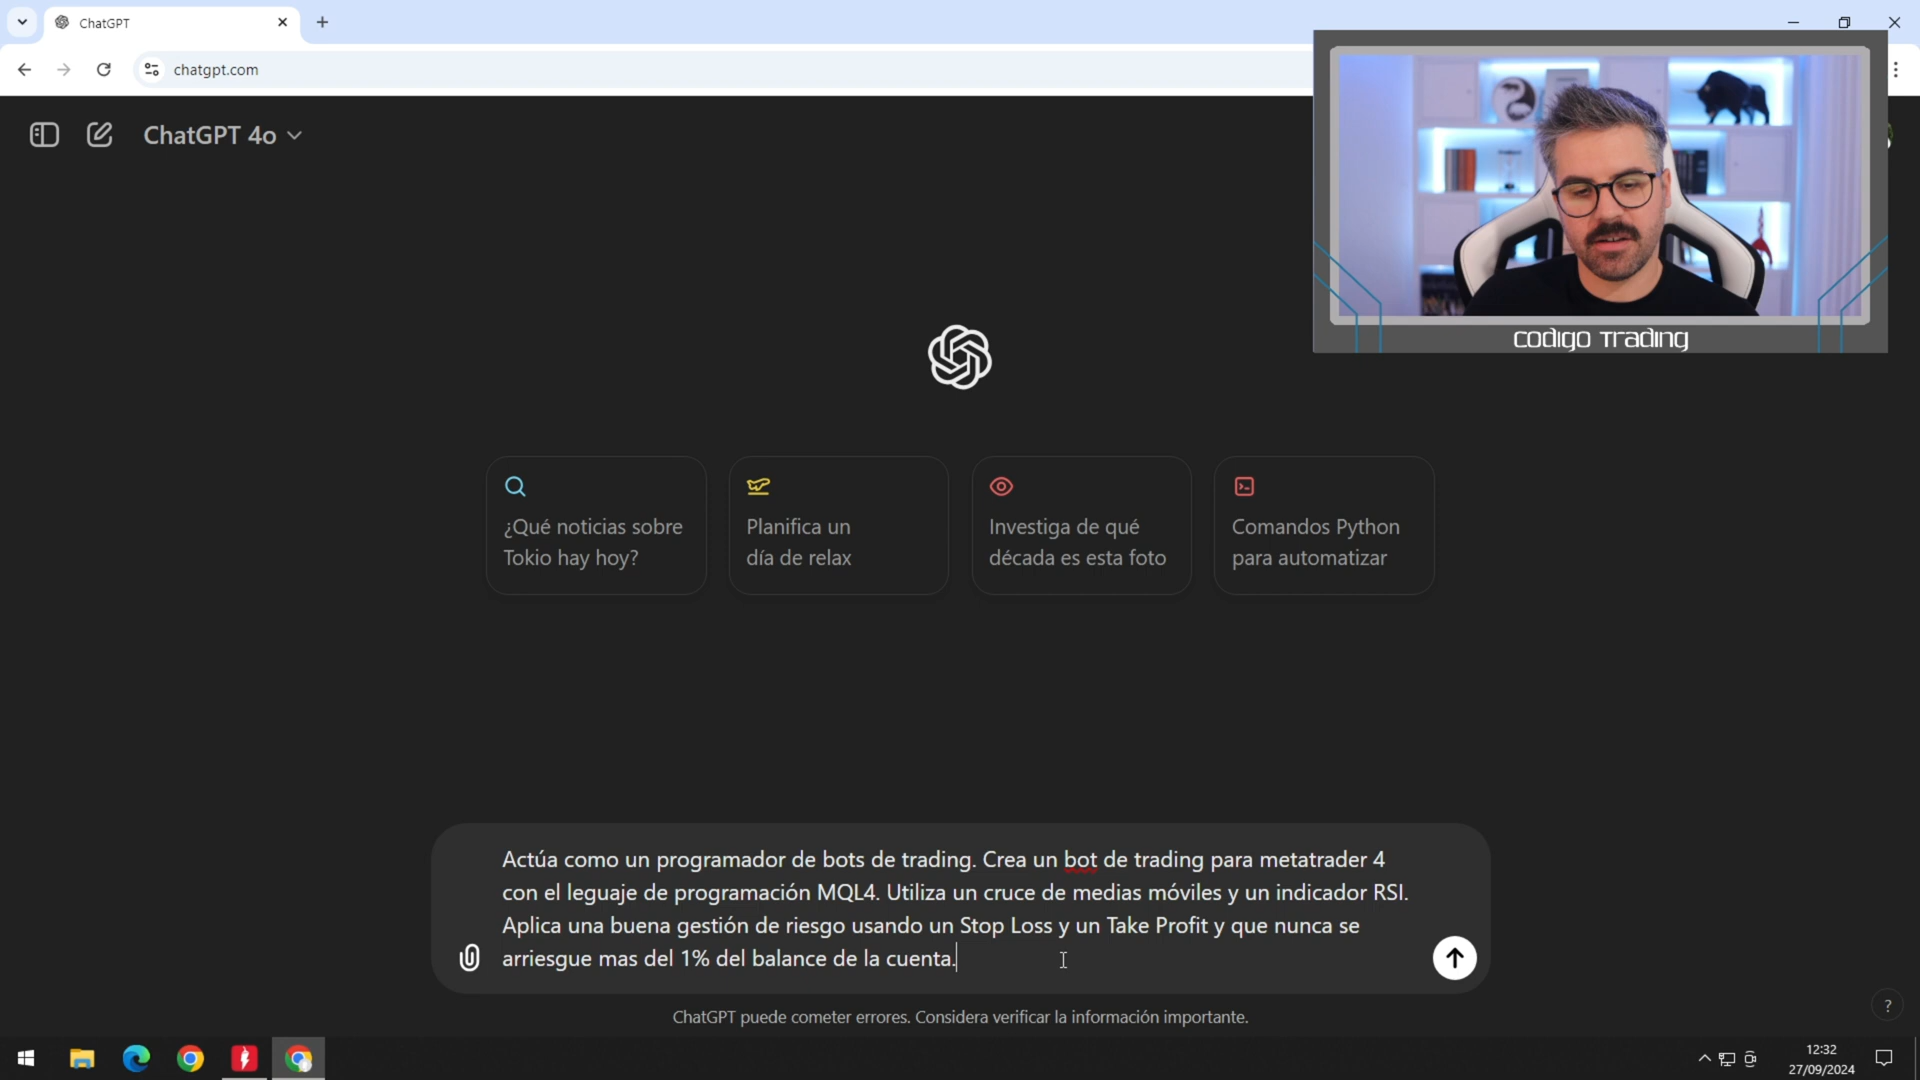 ChatGPT
chatgpt.com
ChatGPT 4o
CODIGO TRADING
¿Qué noticias sobre
Tokio hay hoy?
Planifica un
día de relax
Investiga de qué
década es esta foto
Comandos Python
para automatizar
Actúa como un programador de bots de trading. Crea un bot de trading para metatrader 4
con el leguaje de programación MQL4. Utiliza un cruce de medias móviles y un indicador RSI.
Aplica una buena gestión de riesgo usando un Stop Loss y un Take Profit y que nunca se
arriesgue mas del 1% del balance de la cuenta.
ChatGPT puede cometer errores. Considera verificar la información importante.
?
12:32
27/09/2024